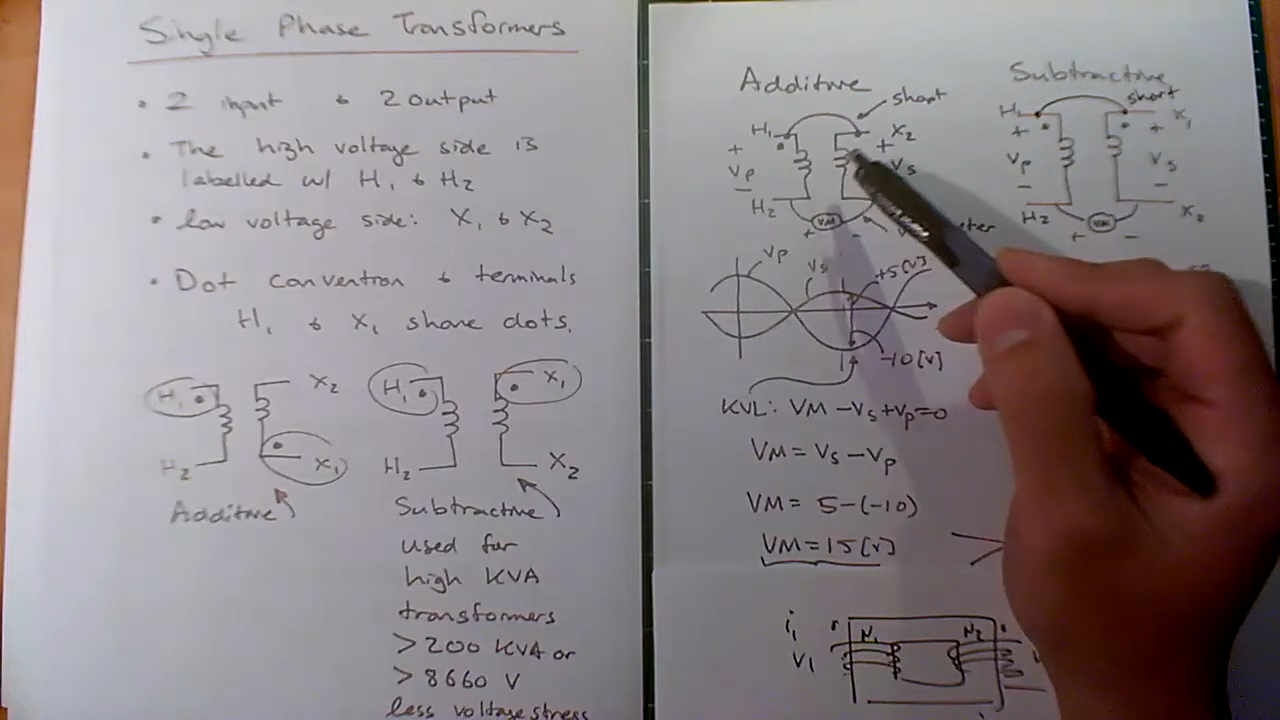 Single Phase Transformers
• 2 input & 2 output
• The high voltage side is
labelled w/ H1 & H2
• low voltage side: X1 & X2
• Dot convention & terminals
H1 & X1 share dots.
H1 X2
H2 X1
Additive
H1 X1
H2 X2
Subtractive
used for
high KVA
transformers
> 200 KVA or
> 8660 V
less voltage stress
Additive
short
H1 X2
+ +
Vp Vs
-
H2
VM
+ -
Vp Vs +5[V]
-10[V]
KVL: VM - Vs + Vp = 0
VM = Vs - Vp
VM = 5 - (-10)
VM = 15[V]
i1
V1 N1 N2
Subtractive
short
H1 X1
+ +
Vp Vs
- -
H2 X2
VM
+ -